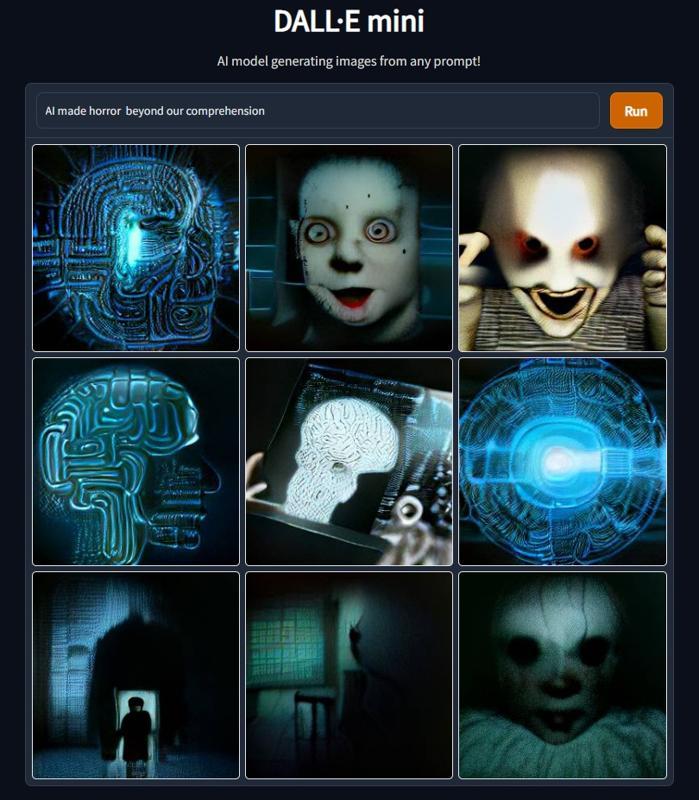 DALL·E mini
AI model generating images from any prompt!
AI made horror  beyond our comprehension
Run